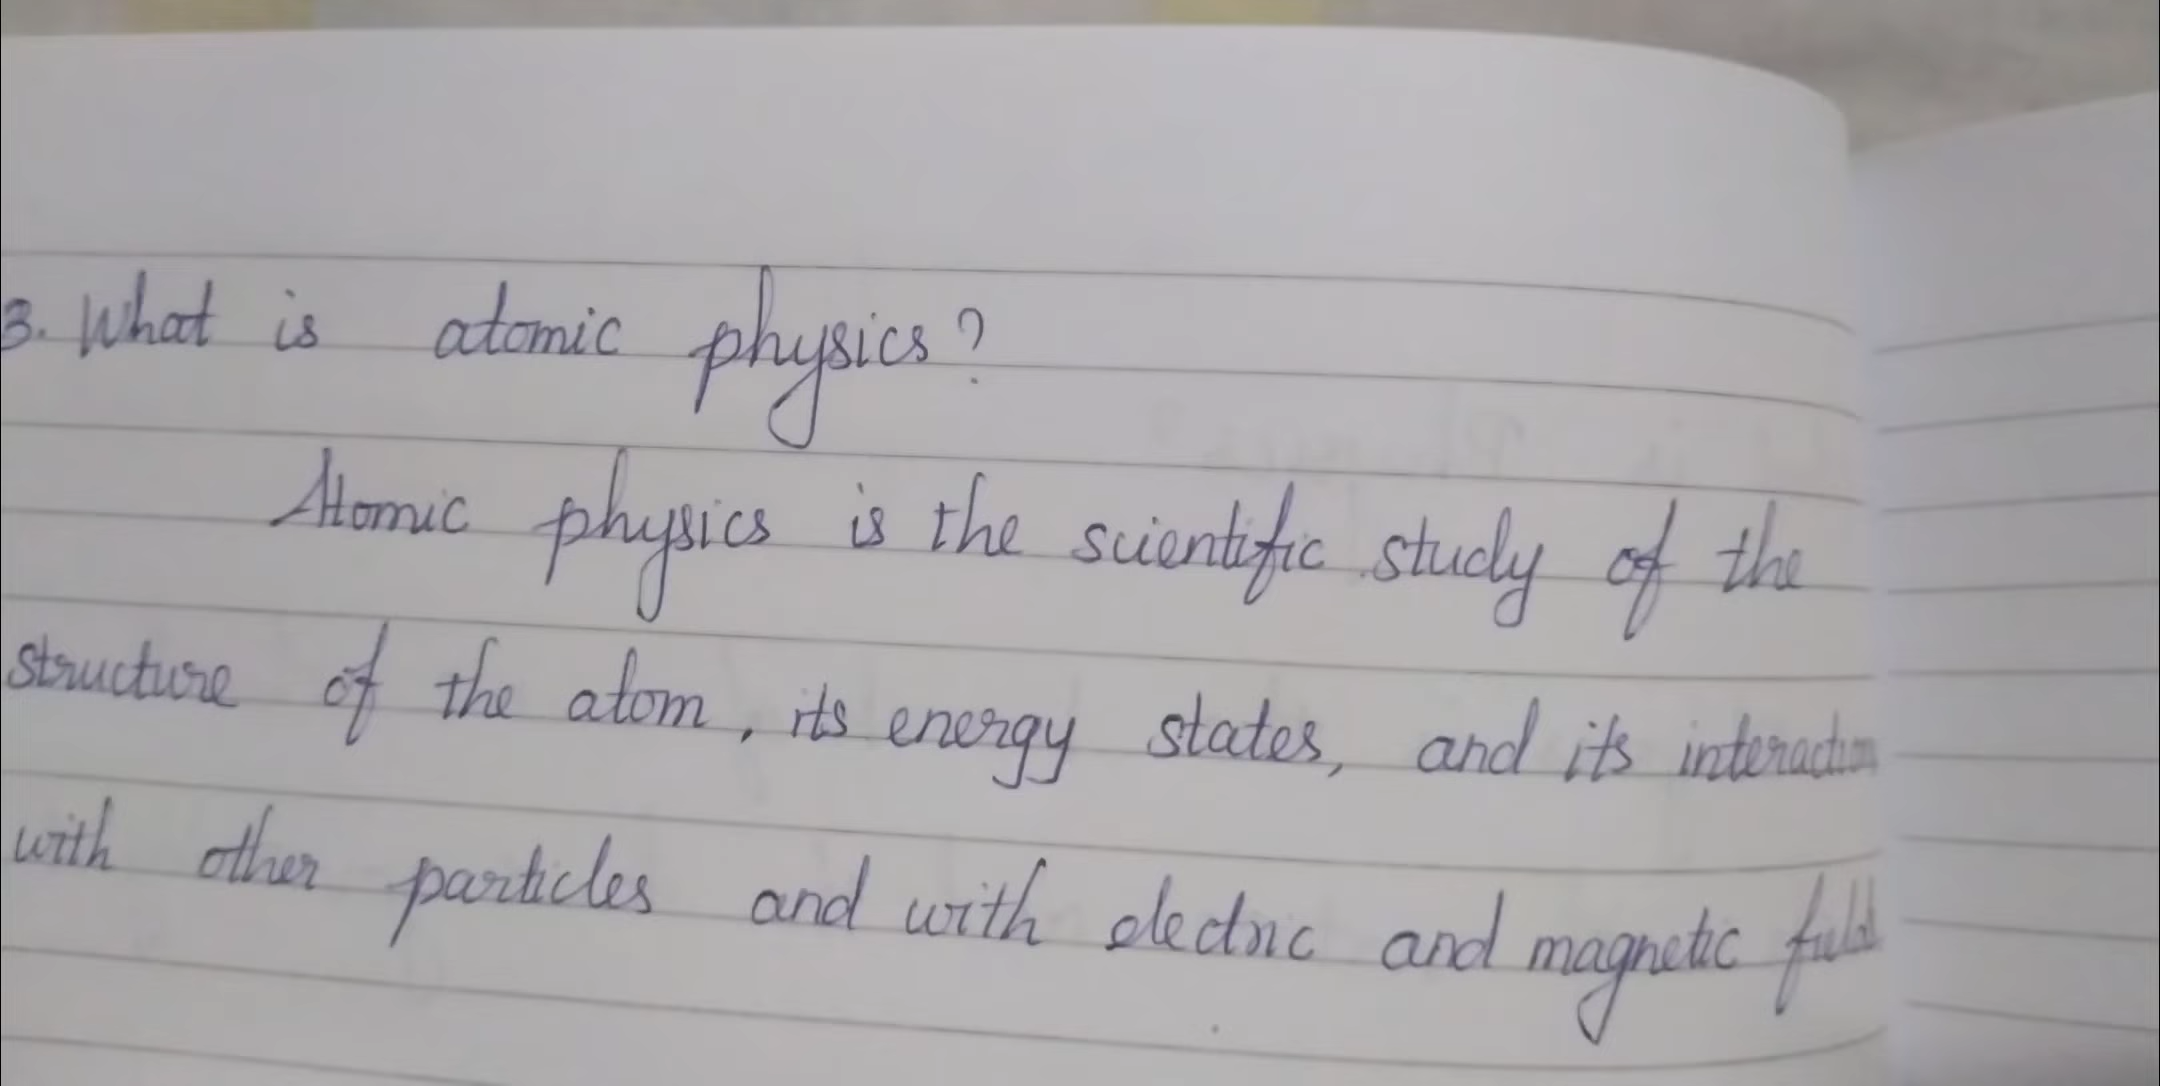 3. What is atomic physics?
Atomic physics is the scientific study of the
structure of the atom, its energy states, and its interaction
with other particles and with electric and magnetic field